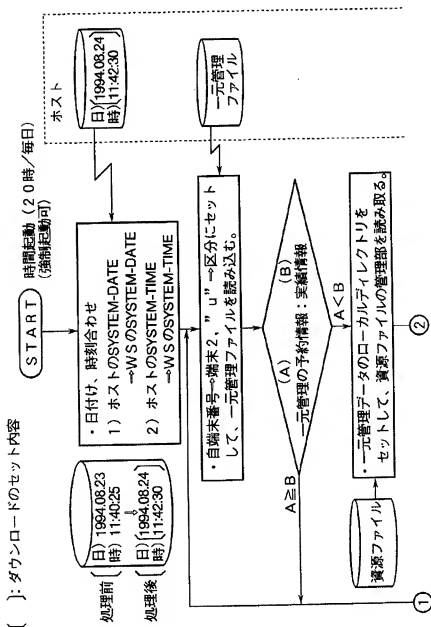 [　]：ダウンロードのセット内容
START
時間起動（20時／毎日）
（強制起動可）
・日付け、時刻合わせ
1）ホストのSYSTEM-DATE
→WSのSYSTEM-DATE
2）ホストのSYSTEM-TIME
→WSのSYSTEM-TIME
ホスト
日）1994.08.24
時）11:42:30
処理前
日）1994.08.23
時）11:40:25
⇩
処理後
日）1994.08.24
時）11:42:30
・自端末番号→端末2、"u"→区分にセット
して、一元管理ファイルを読み込む。
一元管理
ファイル
(A)　(B)
一元管理の予約情報：実績情報
A≧B
A＜B
・一元管理データのローカルディレクトリを
セットして、資源ファイルの管理部を読み取る。
資源ファイル
①
②